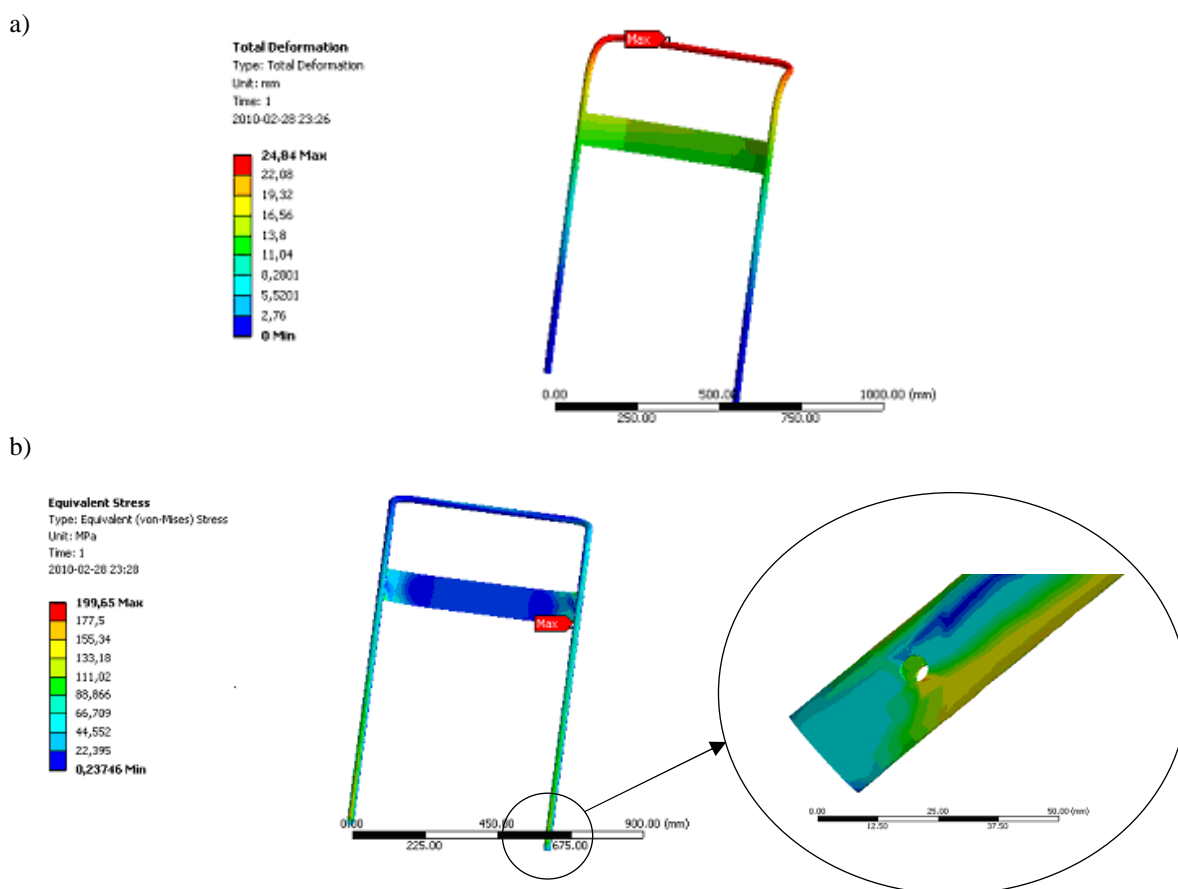 a)
Total Deformation
Type: Total Deformation
Unit: mm
Time: 1
2010-02-28 23:26
24,84 Max
22,08
19,32
16,56
13,8
11,04
8,2801
5,5201
2,76
0 Min
Max
0.00 500.00 1000.00 (mm)
250.00 750.00
b)
Equivalent Stress
Type: Equivalent (von-Mises) Stress
Unit: MPa
Time: 1
2010-02-28 23:28
199,65 Max
177,5
155,34
133,18
111,02
88,866
66,709
44,552
22,395
0,23746 Min
Max
0.00 450.00 900.00 (mm)
225.00 675.00
0.00 25.00 50.00 (mm)
12.50 37.50